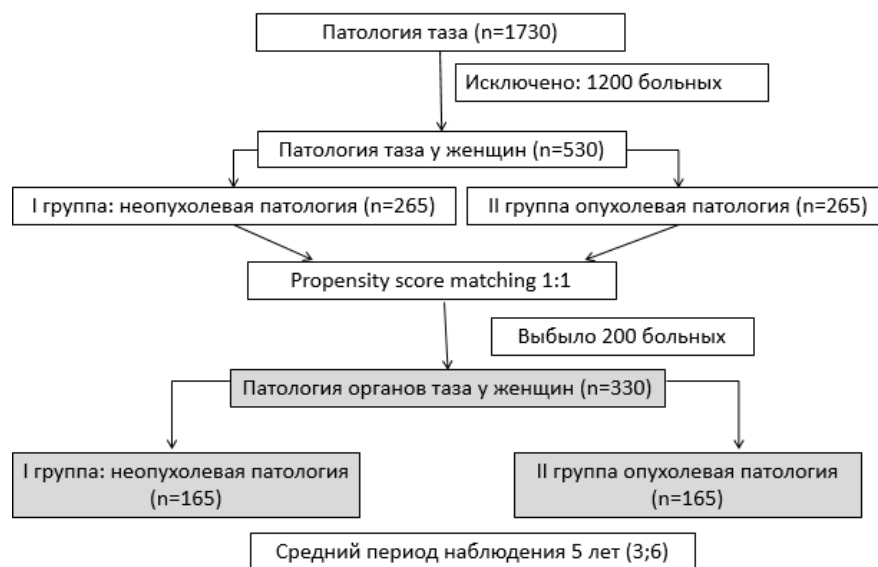 Патология таза (n=1730)
Исключено: 1200 больных
Патология таза у женщин (n=530)
I группа: неопухолевая патология (n=265)
II группа опухолевая патология (n=265)
Propensity score matching 1:1
Выбыло 200 больных
Патология органов таза у женщин (n=330)
I группа: неопухолевая патология
(n=165)
II группа опухолевая патология
(n=165)
Средний период наблюдения 5 лет (3;6)